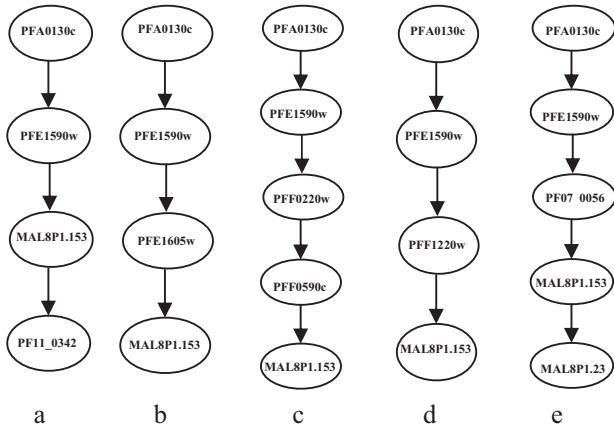 PFA0130c
PFE1590w
MAL8P1.153
PF11_0342
a
PFA0130c
PFE1590w
PFE1605w
MAL8P1.153
b
PFA0130c
PFE1590w
PFF0220w
PFF0590c
MAL8P1.153
c
PFA0130c
PFE1590w
PFF1220w
MAL8P1.153
d
PFA0130c
PFE1590w
PF07_0056
MAL8P1.153
MAL8P1.23
e